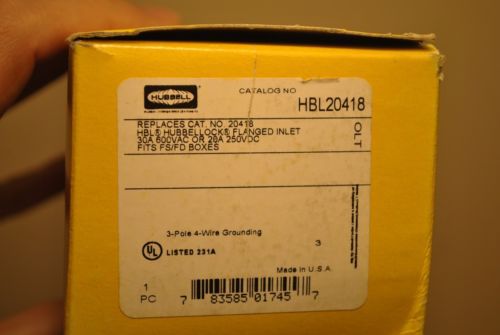 HUBBELL
CATALOG NO
HBL20418
REPLACES CAT. NO. 20418
HBL® HUBBELLOCK® FLANGED INLET
30A 600VAC OR 20A 250VDC
FITS FS/FD BOXES
OLT
3-Pole 4-Wire Grounding
UL LISTED 231A
3
Made in U.S.A.
1
PC
7 83585 01745 7